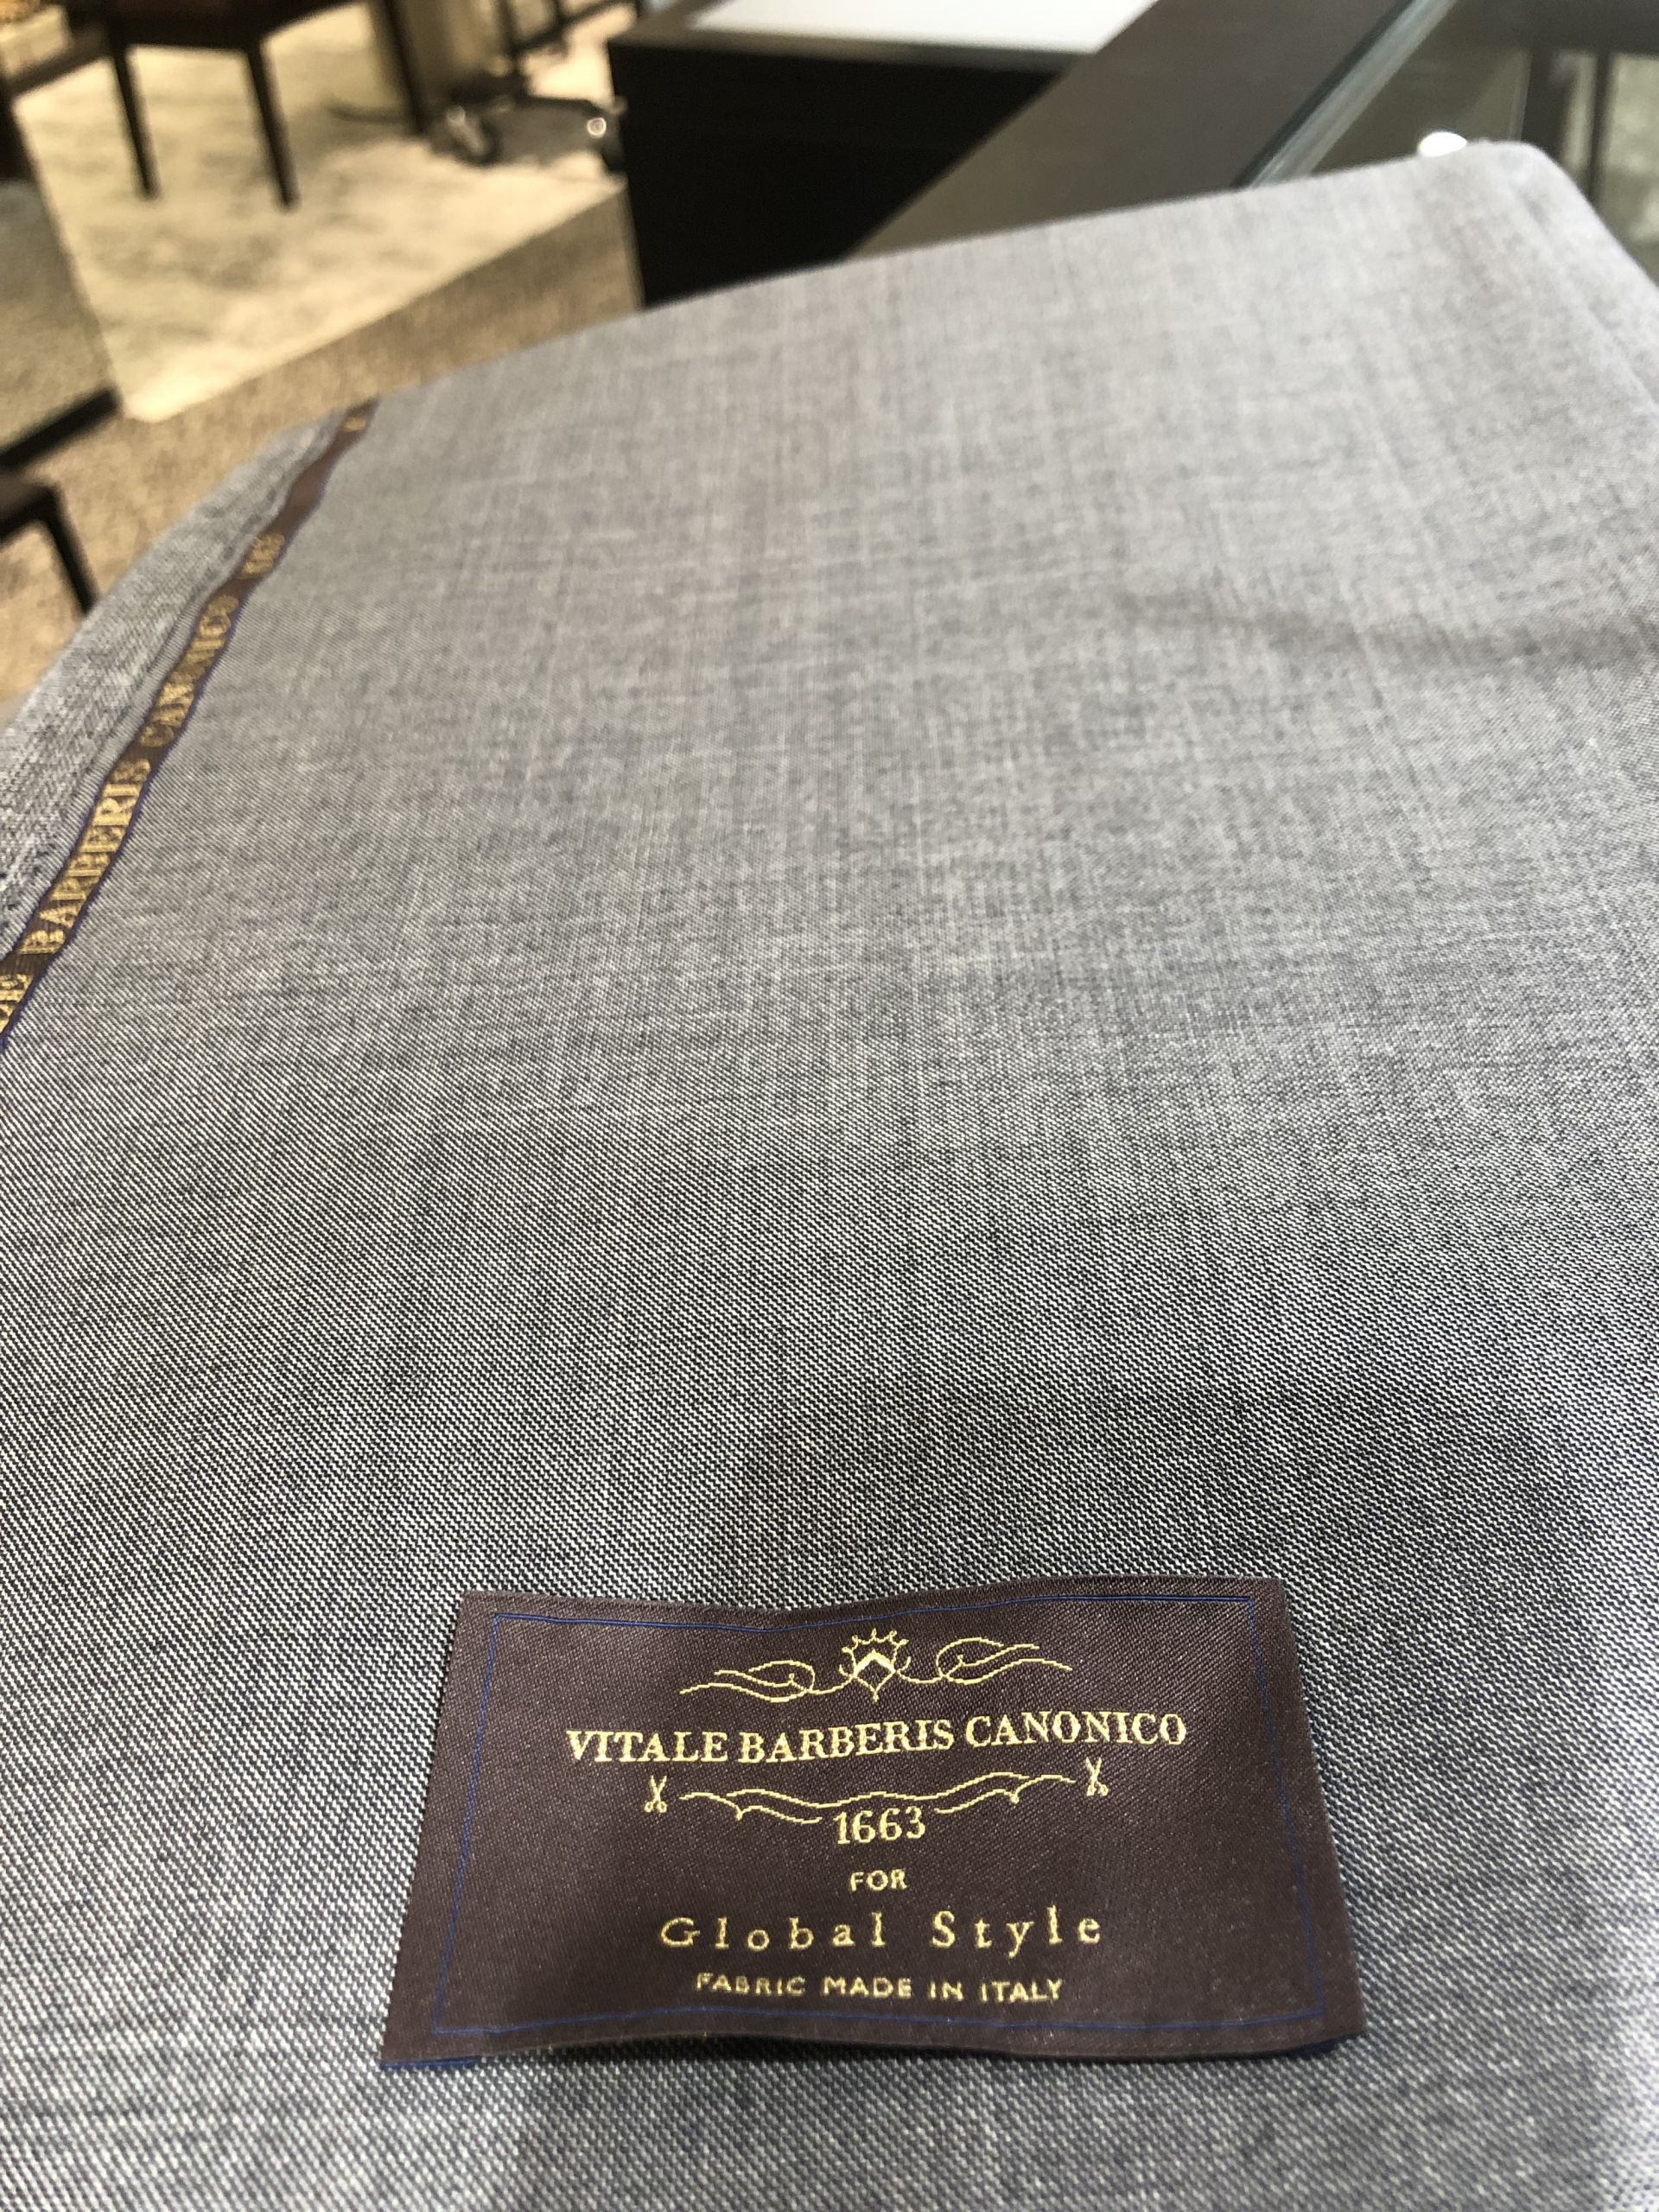 BARBERIS CANONICO
VITALE BARBERIS CANONICO
1663
FOR
Global Style
FABRIC MADE IN ITALY